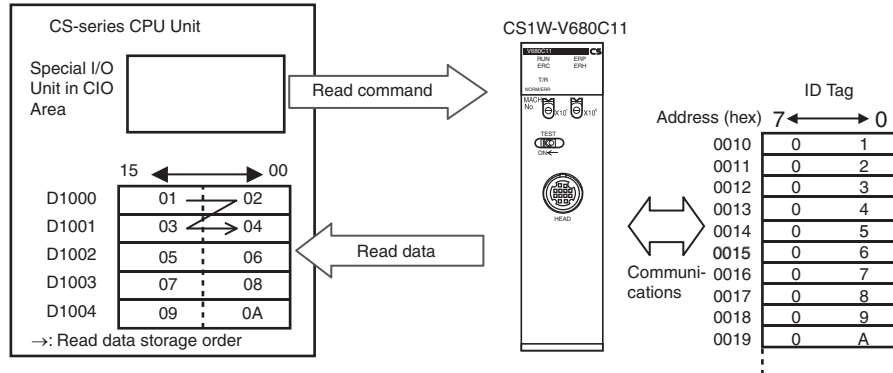 CS-series CPU Unit
Special I/O
Unit in CIO
Area
Read command
15 00
D1000 01 02
D1001 03 04
D1002 05 06
D1003 07 08
D1004 09 0A
→: Read data storage order
Read data
CS1W-V680C11
V680C11 CS
RUN ERP
ERC ERH
T/R
NORM/ERR
MACH
No.
TEST
ON←
HEAD
Communi-
cations
ID Tag
Address (hex) 7 0
0010 0 1
0011 0 2
0012 0 3
0013 0 4
0014 0 5
0015 0 6
0016 0 7
0017 0 8
0018 0 9
0019 0 A